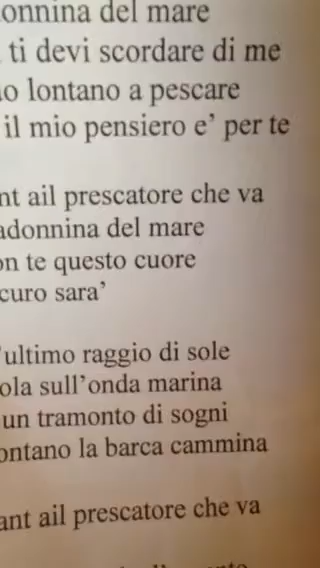 onnina del mare
ti devi scordare di me
no lontano a pescare
il mio pensiero e' per te
nt ail prescatore che va
adonnina del mare
on te questo cuore
curo sara'
'ultimo raggio di sole
ola sull'onda marina
un tramonto di sogni
ontano la barca cammina
ant ail prescatore che va